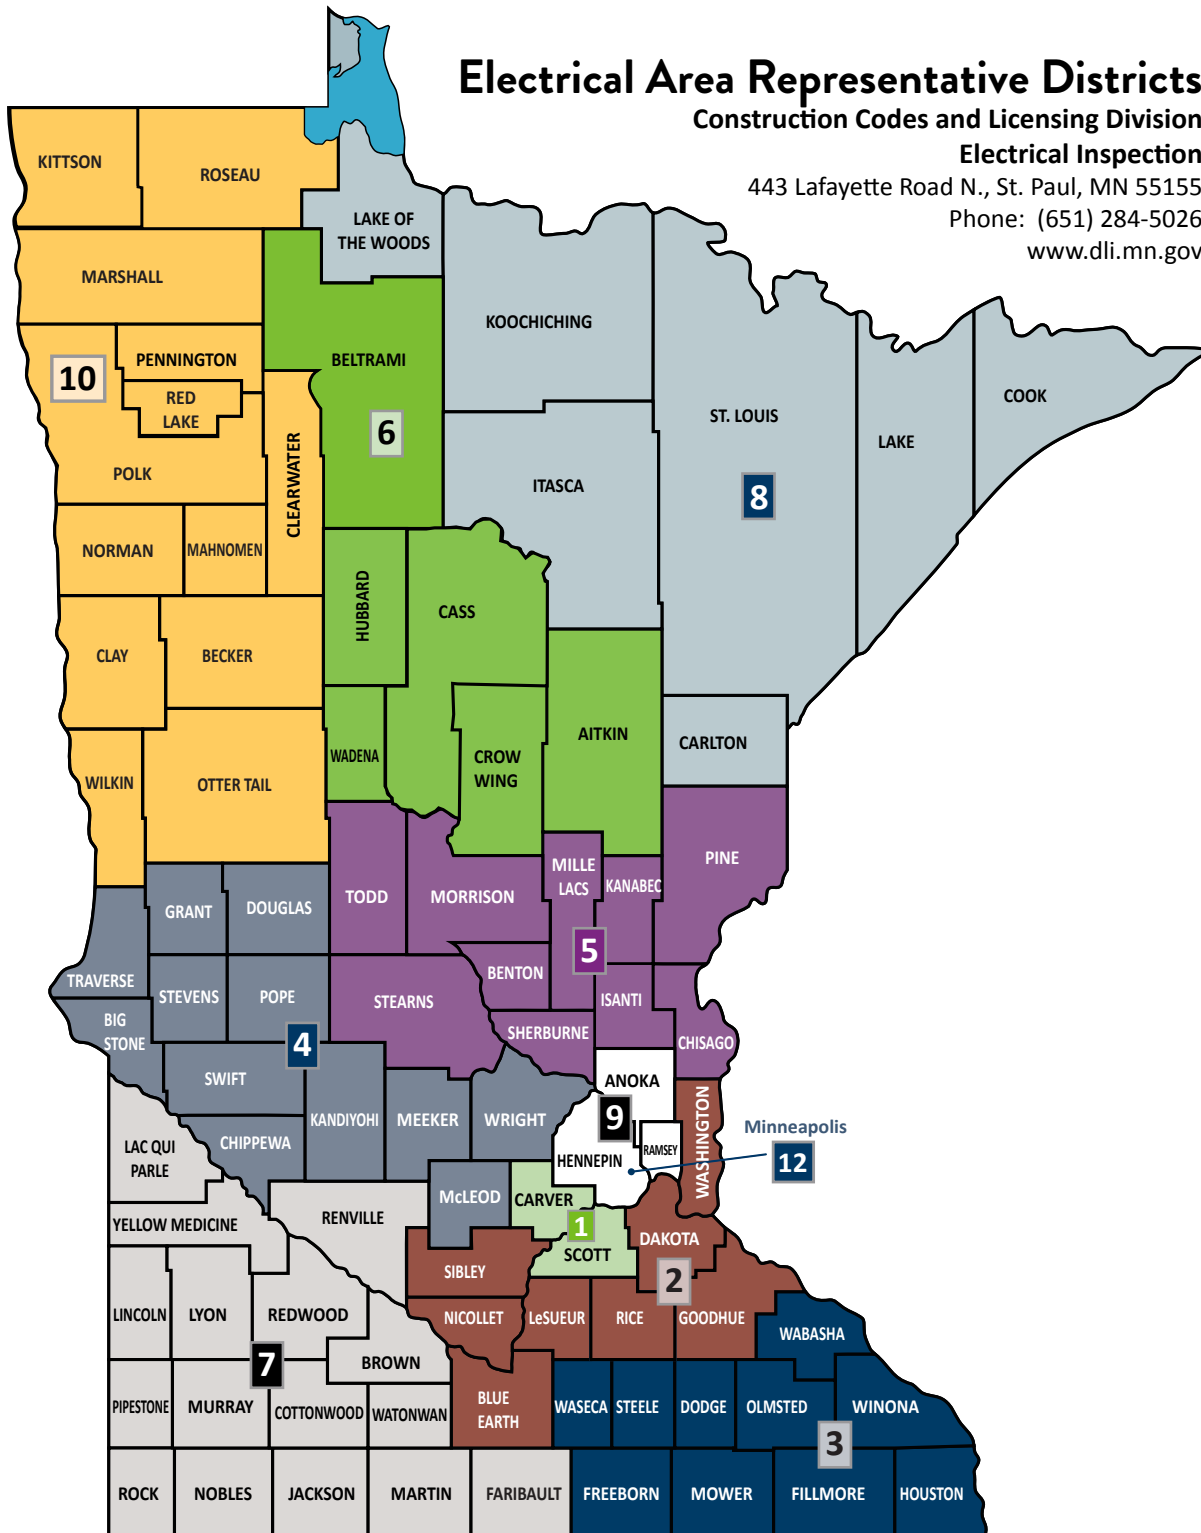 Electrical Area Representative Districts
Construction Codes and Licensing Division
Electrical Inspection
443 Lafayette Road N., St. Paul, MN 55155
Phone: (651) 284-5026
www.dli.mn.gov
KITTSON
ROSEAU
LAKE OF
THE WOODS
MARSHALL
KOOCHICHING
PENNINGTON
BELTRAMI
10
RED
LAKE
6
ST. LOUIS
LAKE
COOK
POLK
CLEARWATER
ITASCA
8
NORMAN
MAHNOMEN
HUBBARD
CASS
CLAY
BECKER
WADENA
CROW
WING
AITKIN
CARLTON
WILKIN
OTTER TAIL
TODD
MORRISON
MILLE
LACS
KANABEC
PINE
GRANT
DOUGLAS
5
TRAVERSE
STEVENS
POPE
STEARNS
BENTON
ISANTI
BIG
STONE
4
SHERBURNE
CHISAGO
SWIFT
ANOKA
KANDIYOHI
MEEKER
WRIGHT
9
WASHINGTON
Minneapolis
12
LAC QUI
PARLE
CHIPPEWA
HENNEPIN
RAMSEY
McLEOD
CARVER
YELLOW MEDICINE
RENVILLE
1
SCOTT
DAKOTA
SIBLEY
2
LINCOLN
LYON
REDWOOD
NICOLLET
LeSUEUR
RICE
GOODHUE
WABASHA
7
BROWN
PIPESTONE
MURRAY
COTTONWOOD
WATONWAN
BLUE
EARTH
WASECA
STEELE
DODGE
OLMSTED
WINONA
3
ROCK
NOBLES
JACKSON
MARTIN
FARIBAULT
FREEBORN
MOWER
FILLMORE
HOUSTON